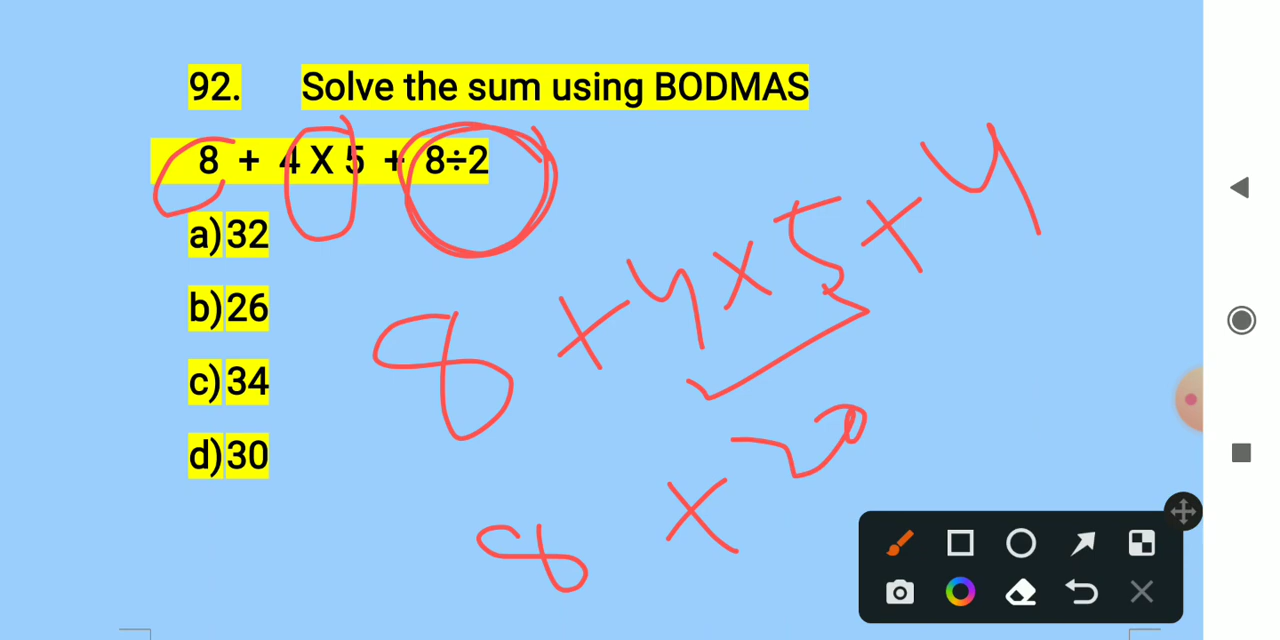 92. Solve the sum using BODMAS
8 + 4 X 5 + 8÷2
a) 32
b) 26
c) 34
d) 30
8 + 4 × 5 + 4
8 + 20